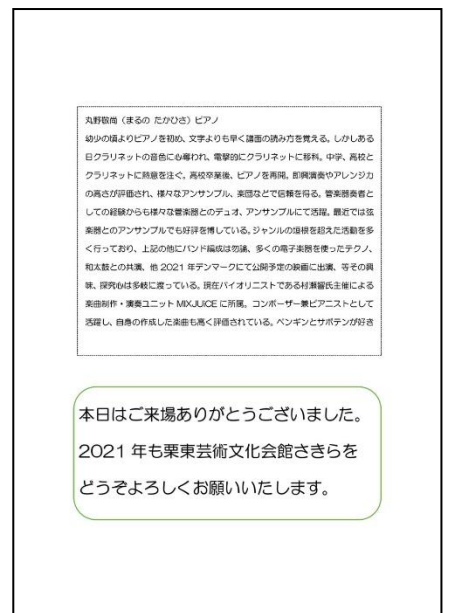 丸野敬尚（まるの たかひさ）ピアノ
幼少の頃よりピアノを初め、文字よりも早く譜面の読み方を覚える。しかしある
日クラリネットの音色に心奪われ、電撃的にクラリネットに移科。中学、高校と
クラリネットに熱意を注ぐ。高校卒業後、ピアノを再開。即興演奏やアレンジ力
の高さが評価され、様々なアンサンブル、楽団などで信頼を得る。管楽器奏者と
しての経験からも様々な管楽器とのデュオ、アンサンブルにて活躍。最近では弦
楽器とのアンサンブルでも好評を博している。ジャンルの垣根を超えた活動を多
く行っており、上記の他にバンド編成は勿論、多くの電子楽器を使ったテクノ、
和太鼓との共演、他 2021 年デンマークにて公開予定の映画に出演、等その興
味、探究心は多岐に渡っている。現在バイオリニストである村瀬響氏主催による
楽曲制作・演奏ユニット MIXJUICE に所属。コンポーザー兼ピアニストとして
活躍し、自身の作成した楽曲も高く評価されている。ペンギンとサボテンが好き
本日はご来場ありがとうございました。
2021 年も栗東芸術文化会館さきらを
どうぞよろしくお願いいたします。